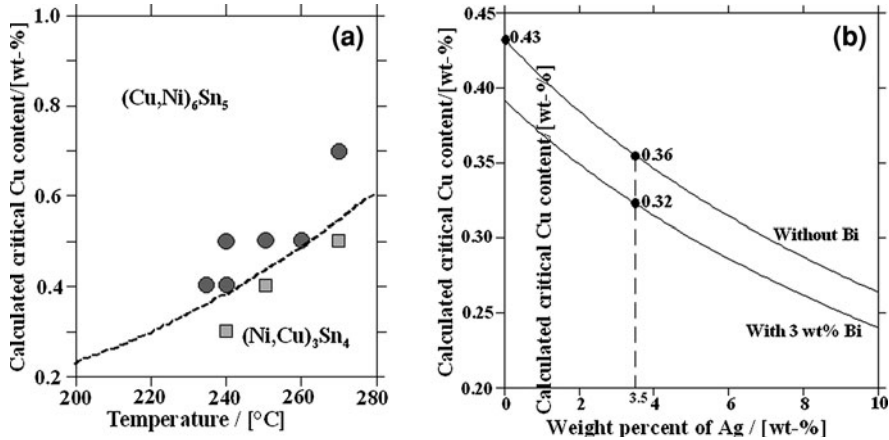 (a)
Calculated critical Cu content/[wt-%]
1.0
0.8
0.6
0.4
0.2
(Cu,Ni)6Sn5
(Ni,Cu)3Sn4
200
220
240
260
280
Temperature / [°C]
(b)
Calculated critical Cu content/[wt-%]
Calculated critical Cu content/[wt-%]
0.45
0.40
0.35
0.30
0.25
0.20
0.43
0.36
0.32
Without Bi
With 3 wt% Bi
0
2
3.5
4
6
8
10
Weight percent of Ag / [wt-%]